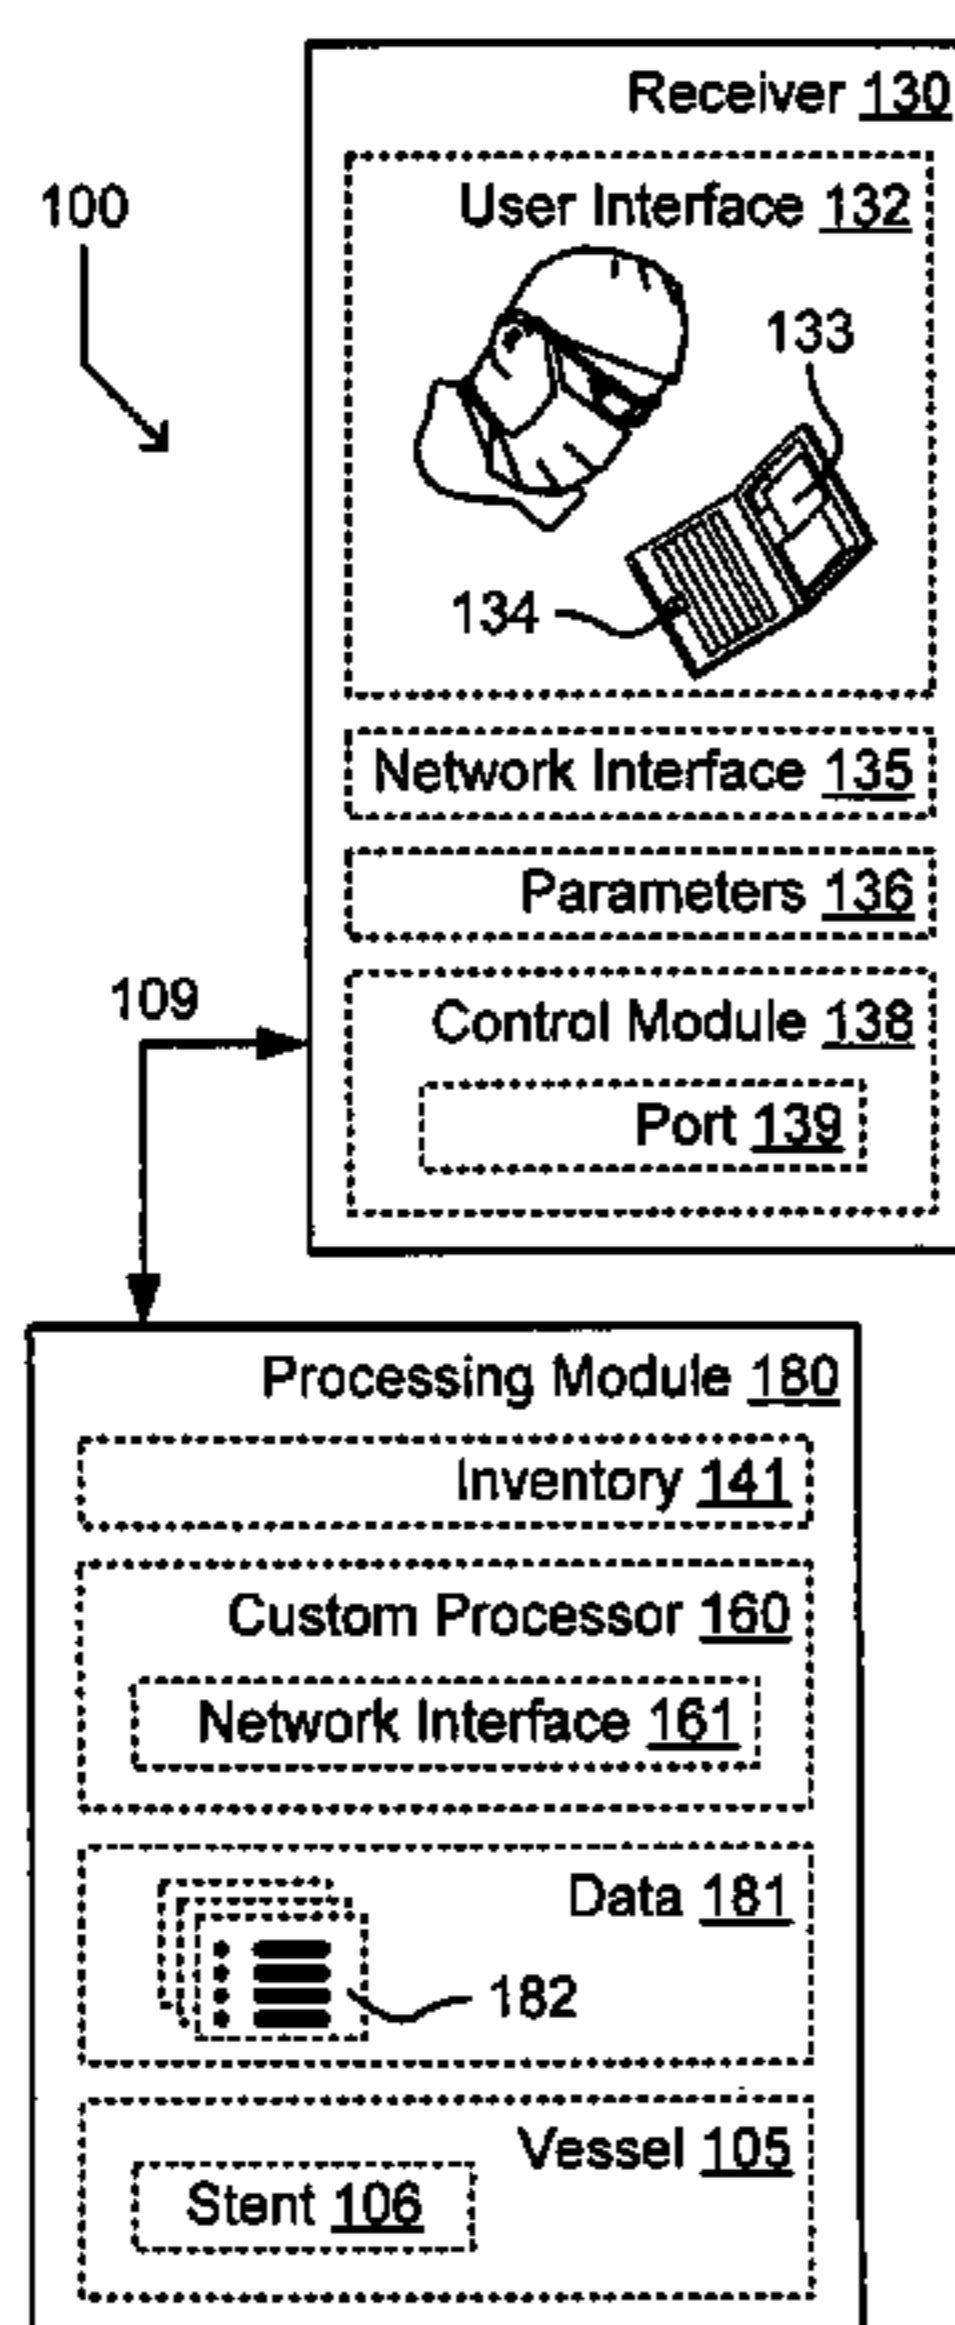 Receiver 130
100
User Interface 132
133
134
Network Interface 135
Parameters 136
109
Control Module 138
Port 139
Processing Module 180
Inventory 141
Custom Processor 160
Network Interface 161
Data 181
182
Vessel 105
Stent 106